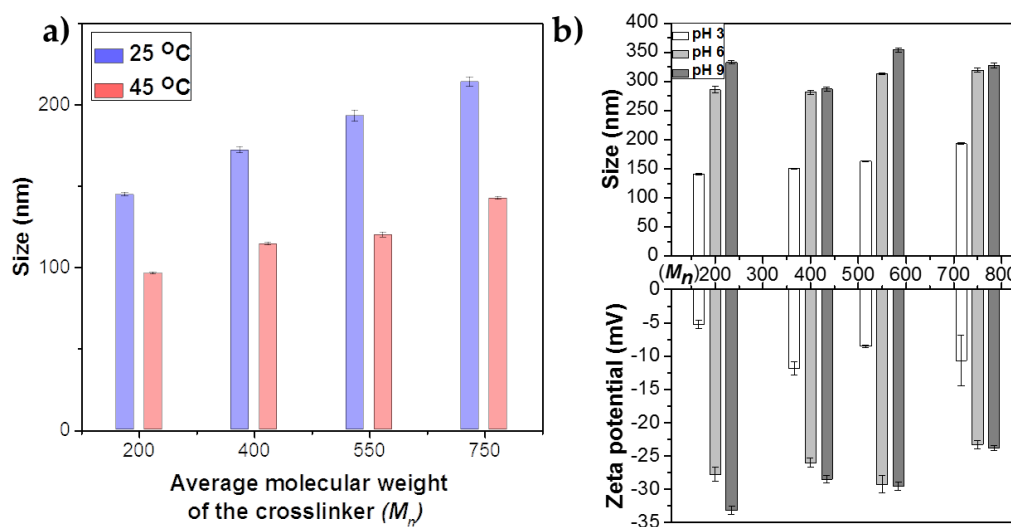 a)
25 °C
45 °C
Size (nm)
200
100
0
200 400 550 750
Average molecular weight
of the crosslinker (Mn)
b)
pH 3
pH 6
pH 9
Size (nm)
400
350
300
250
200
150
100
50
0
(Mn) 200 300 400 500 600 700 800
Zeta potential (mV)
0
-5
-10
-15
-20
-25
-30
-35